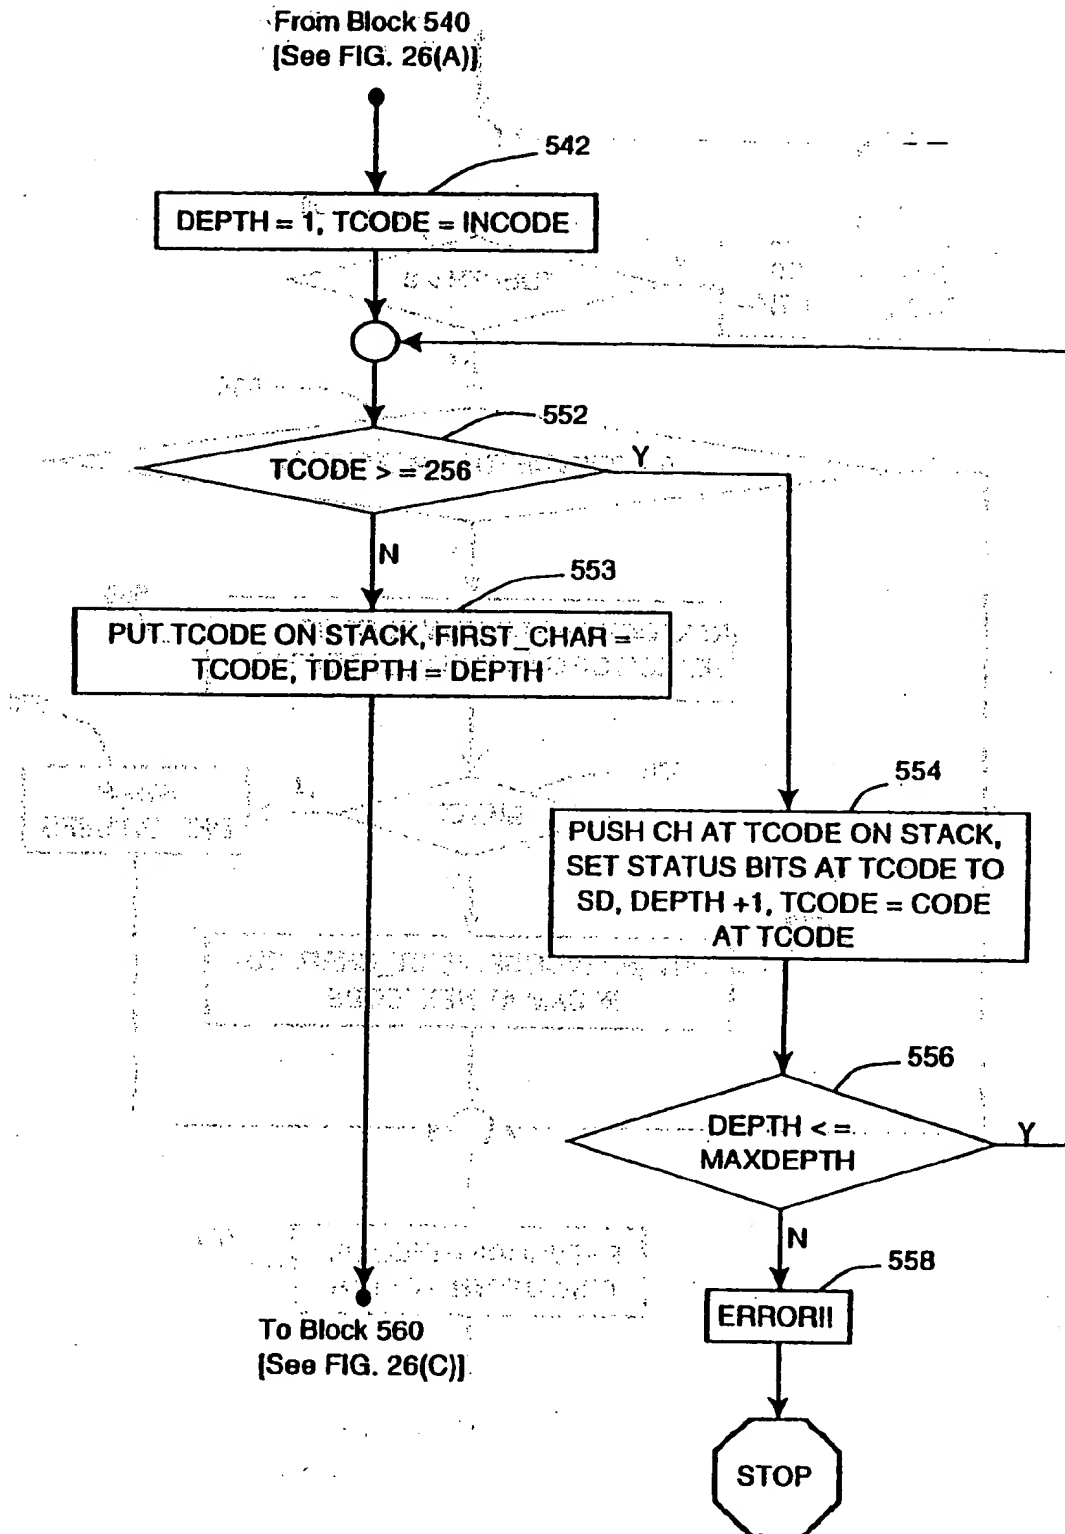 From Block 540
[See FIG. 26(A)]
542
DEPTH = 1, TCODE = INCODE
552
TCODE > = 256
Y
N
553
PUT TCODE ON STACK, FIRST_CHAR =
TCODE, TDEPTH = DEPTH
554
PUSH CH AT TCODE ON STACK,
SET STATUS BITS AT TCODE TO
SD, DEPTH +1, TCODE = CODE
AT TCODE
556
DEPTH < =
MAXDEPTH
Y
N
558
ERROR!!
To Block 560
[See FIG. 26(C)]
STOP